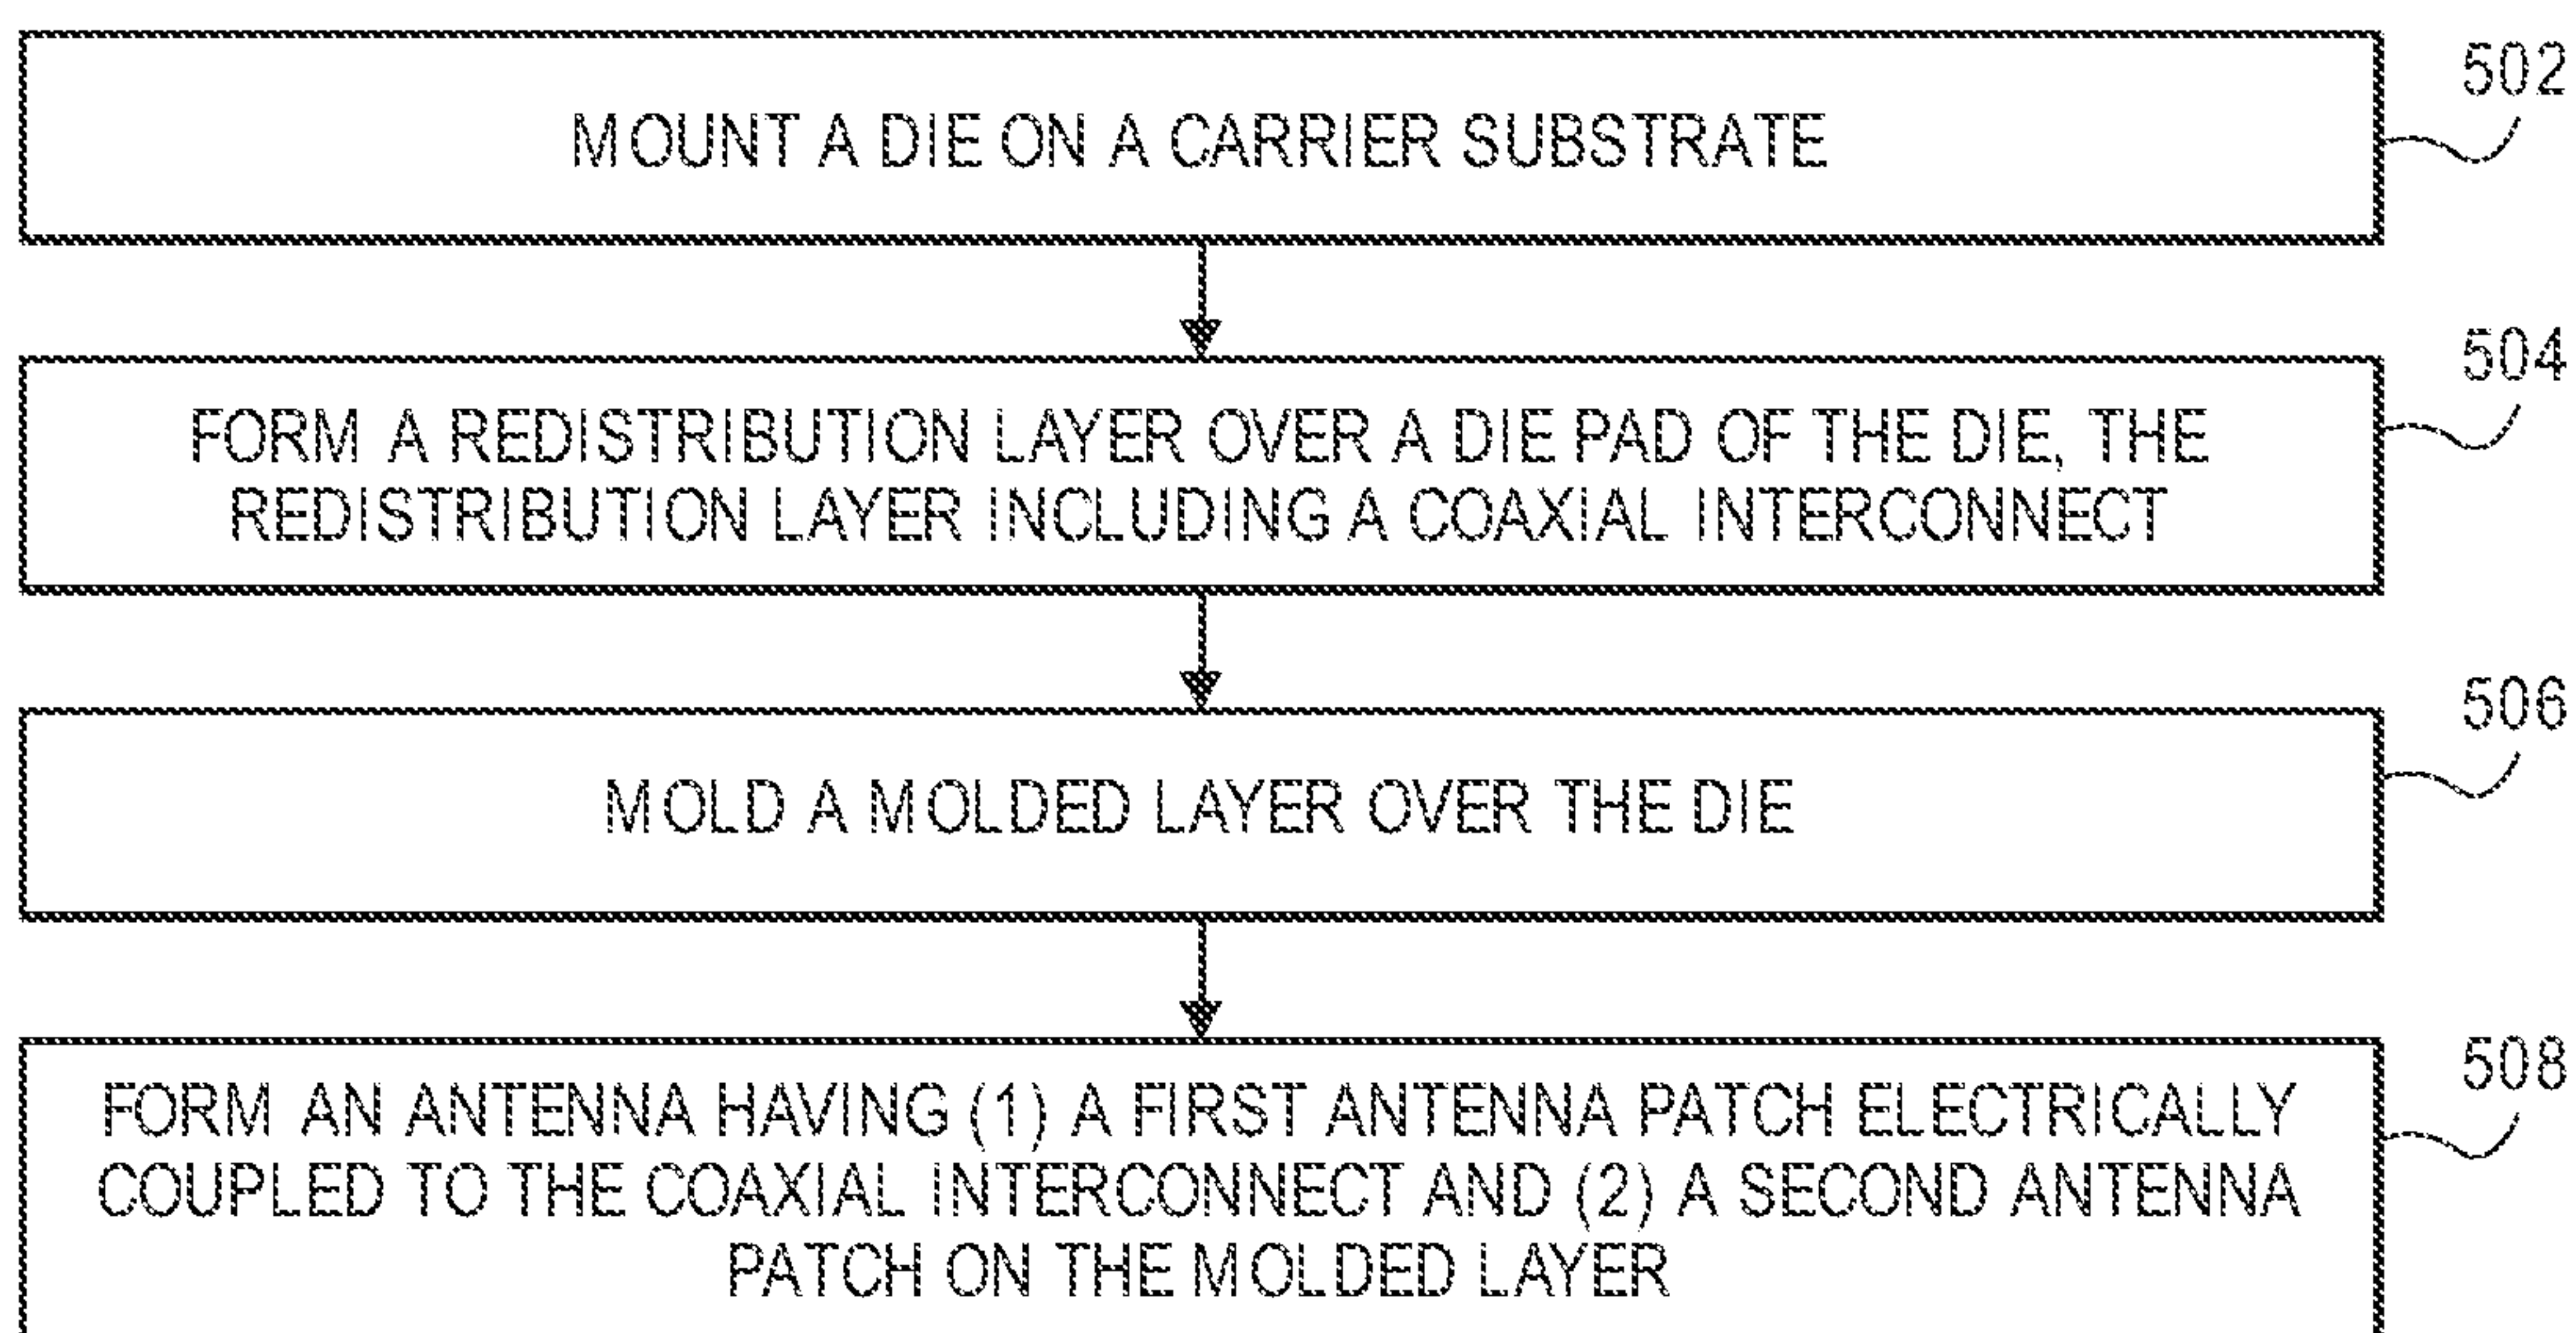 502
MOUNT A DIE ON A CARRIER SUBSTRATE
504
FORM A REDISTRIBUTION LAYER OVER A DIE PAD OF THE DIE, THE
REDISTRIBUTION LAYER INCLUDING A COAXIAL INTERCONNECT
506
MOLD A MOLDED LAYER OVER THE DIE
508
FORM AN ANTENNA HAVING (1) A FIRST ANTENNA PATCH ELECTRICALLY
COUPLED TO THE COAXIAL INTERCONNECT AND (2) A SECOND ANTENNA
PATCH ON THE MOLDED LAYER